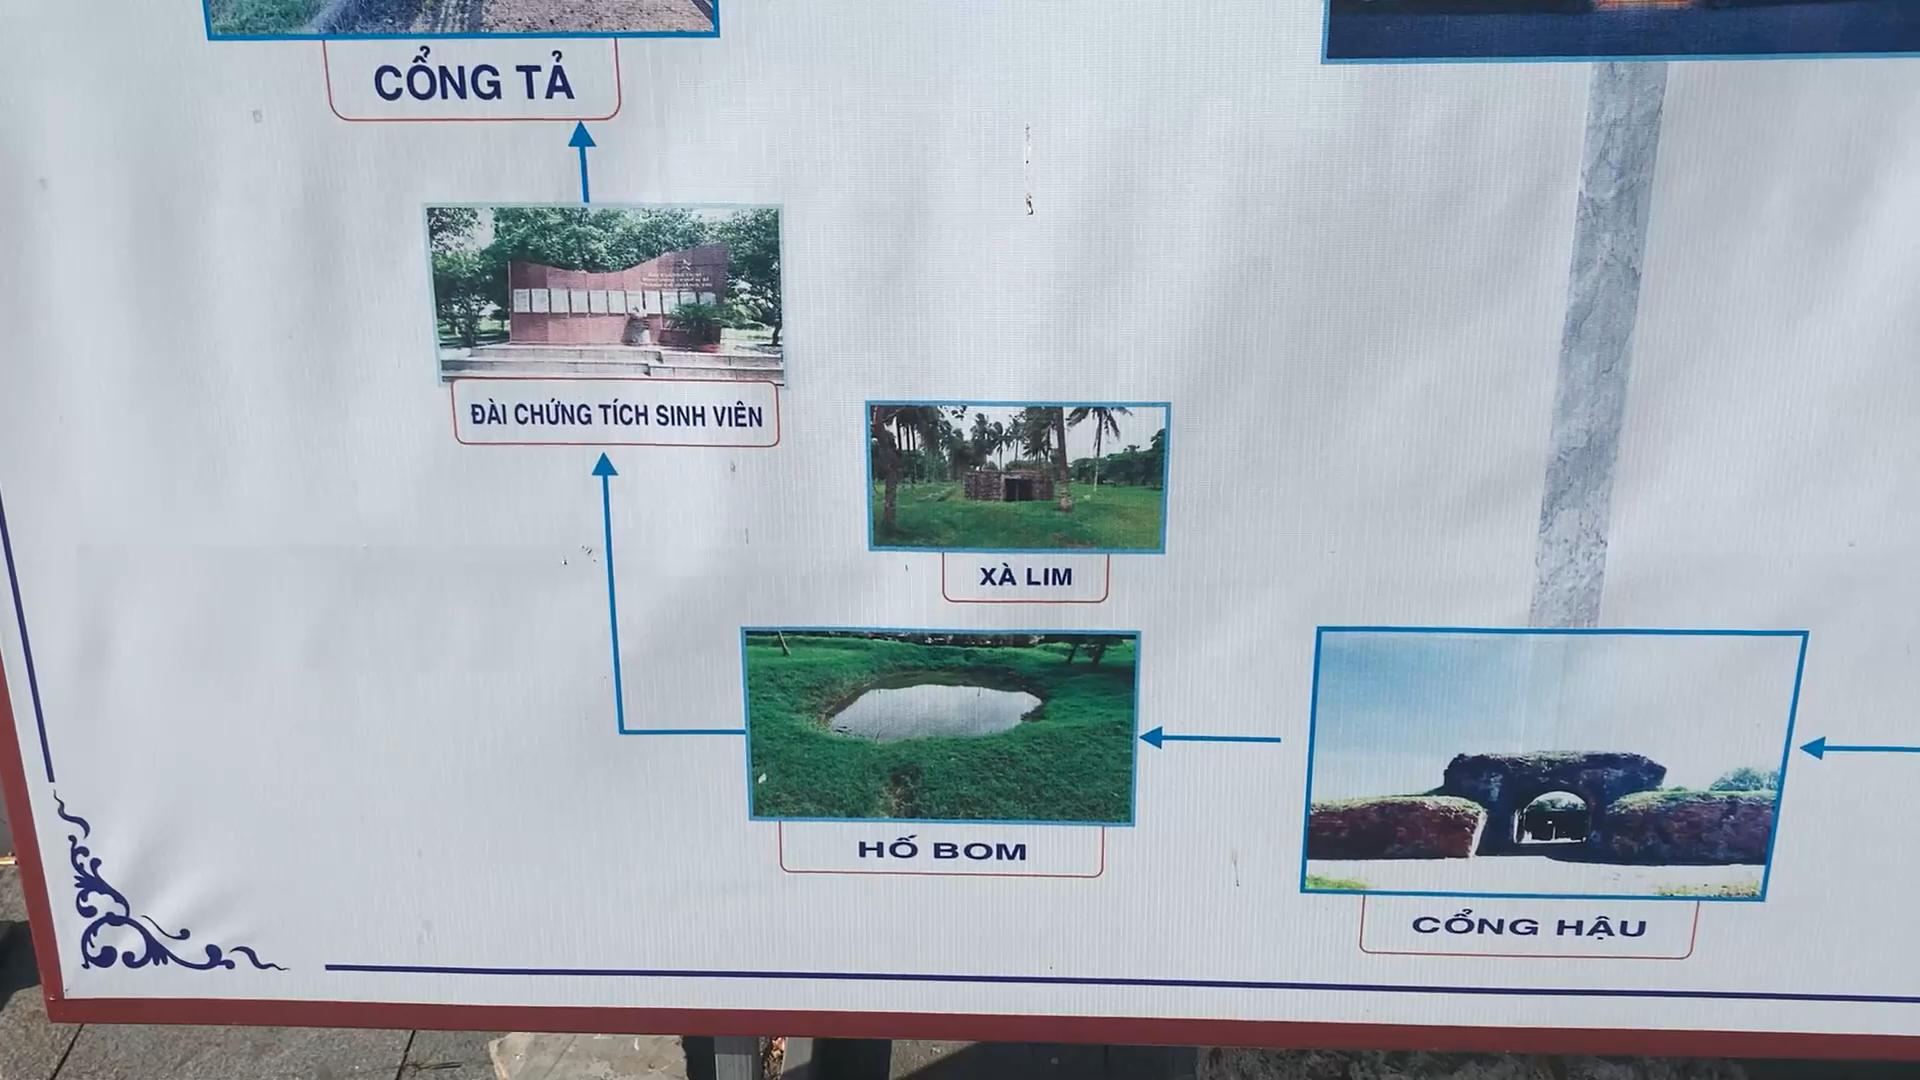 CỔNG TẢ
ĐÀI CHỨNG TÍCH SINH VIÊN
XÀ LIM
HỐ BOM
CỔNG HẬU